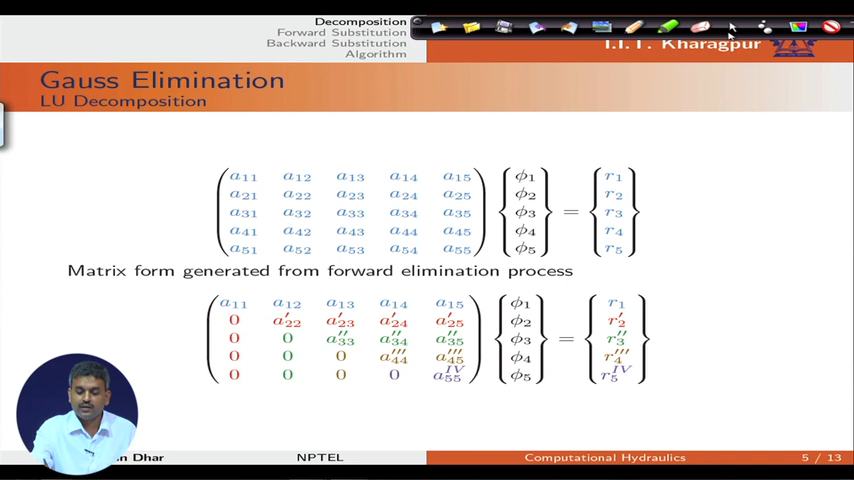 Decomposition
Forward Substitution
Backward Substitution
Algorithm
I.I.T. Kharagpur
Gauss Elimination
LU Decomposition
a11 a12 a13 a14 a15 ϕ1 r1
a21 a22 a23 a24 a25 ϕ2 r2
a31 a32 a33 a34 a35 ϕ3 = r3
a41 a42 a43 a44 a45 ϕ4 r4
a51 a52 a53 a54 a55 ϕ5 r5
Matrix form generated from forward elimination process
a11 a12 a13 a14 a15 ϕ1 r1
0 a′22 a′23 a′24 a′25 ϕ2 r′2
0 0 a″33 a″34 a″35 ϕ3 = r″3
0 0 0 a‴44 a‴45 ϕ4 r‴4
0 0 0 0 a^IV55 ϕ5 r^IV5
Dhar NPTEL Computational Hydraulics 5 / 13